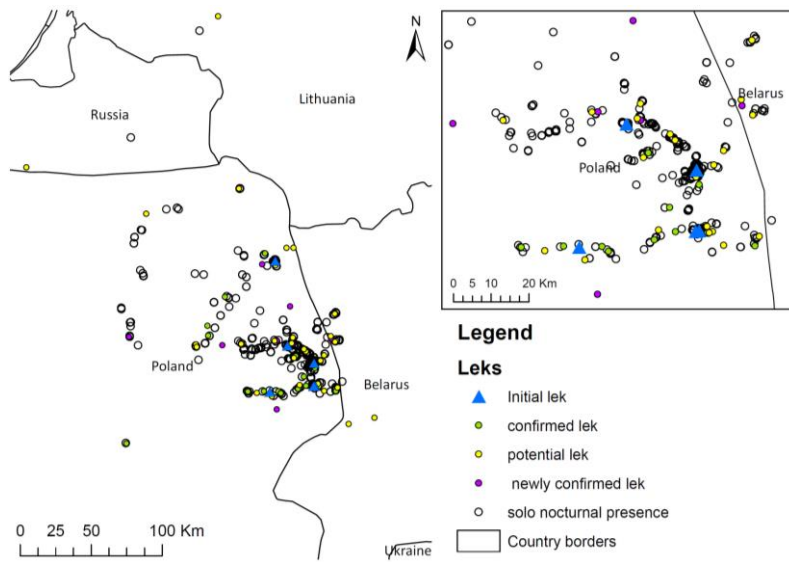 N
Lithuania
Russia
Poland
Belarus
Ukraine
0 25 50 100 Km
Belarus
Poland
0 5 10 20 Km
Legend
Leks
Initial lek
confirmed lek
potential lek
newly confirmed lek
solo nocturnal presence
Country borders